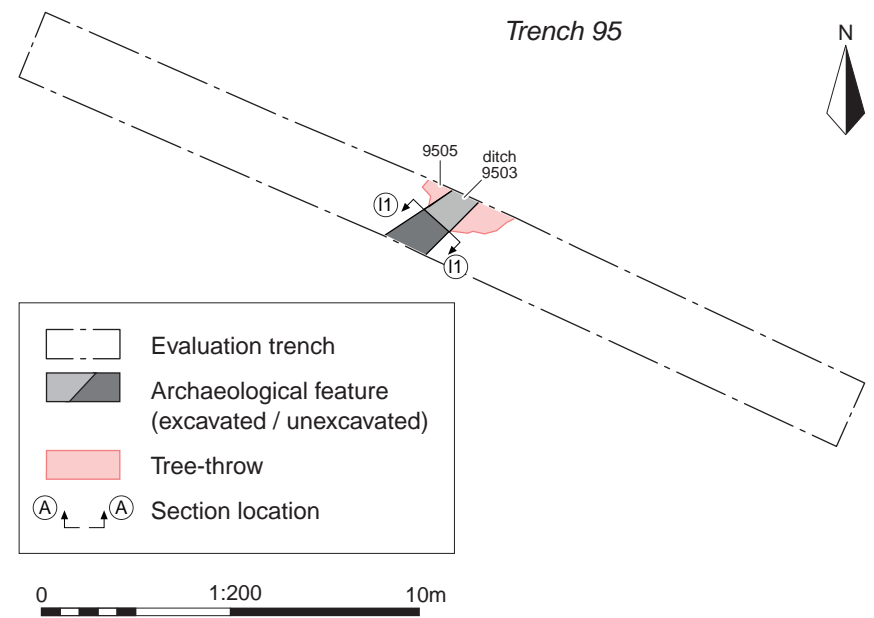 Trench 95
N
9505
ditch
9503
I1
I1
Evaluation trench
Archaeological feature
(excavated / unexcavated)
Tree-throw
A A Section location
0 1:200 10m